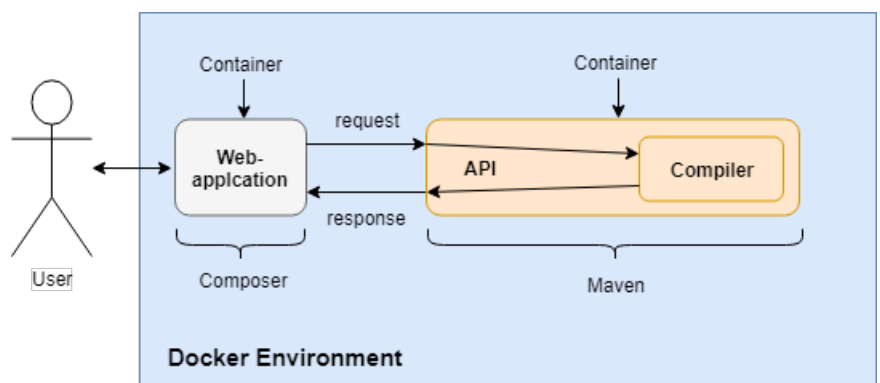 Container
Container
request
Web-
applcation
API
Compiler
response
User
Composer
Maven
Docker Environment